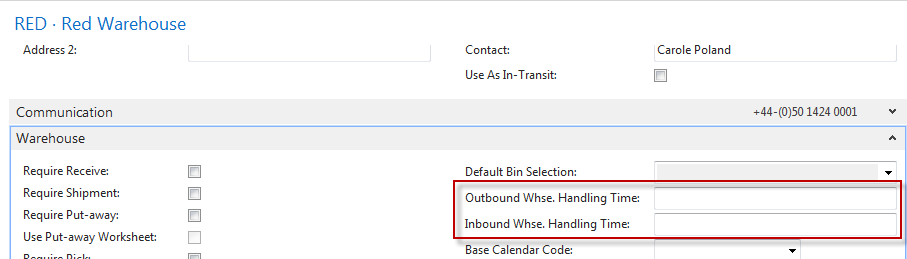 RED · Red Warehouse
Address 2:
Contact: Carole Poland
Use As In-Transit:
Communication +44-(0)50 1424 0001
Warehouse
Require Receive:
Require Shipment:
Require Put-away:
Use Put-away Worksheet:
Require Pick:
Default Bin Selection:
Outbound Whse. Handling Time:
Inbound Whse. Handling Time:
Base Calendar Code: